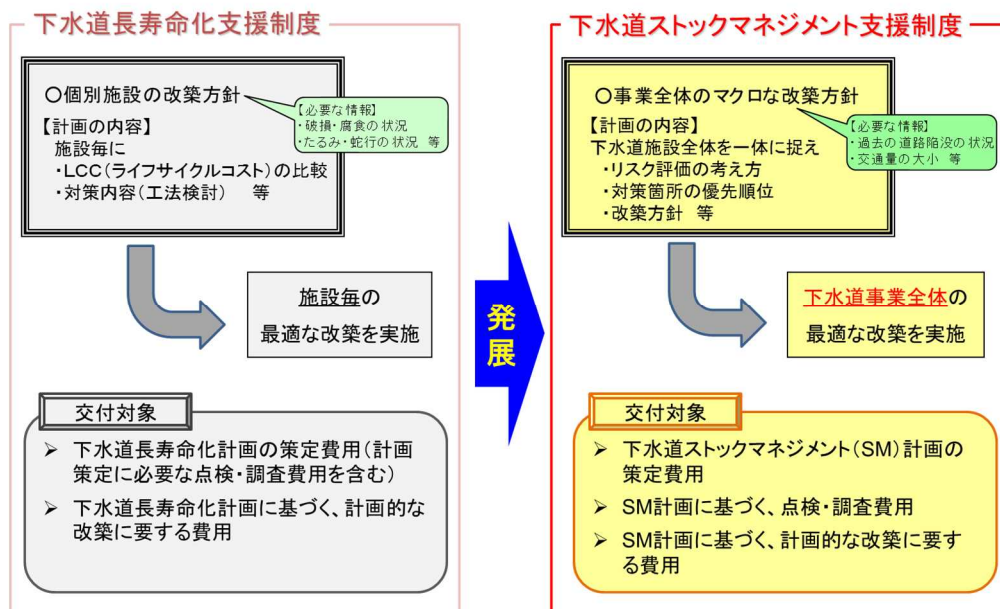 下水道長寿命化支援制度
○個別施設の改築方針
【必要な情報】
・破損・腐食の状況
・たるみ・蛇行の状況 等
【計画の内容】
施設毎に
・LCC(ライフサイクルコスト)の比較
・対策内容(工法検討) 等
施設毎の
最適な改築を実施
交付対象
➢ 下水道長寿命化計画の策定費用(計画
策定に必要な点検・調査費用を含む)
➢ 下水道長寿命化計画に基づく、計画的な
改築に要する費用
発
展
下水道ストックマネジメント支援制度
○事業全体のマクロな改築方針
【必要な情報】
・過去の道路陥没の状況
・交通量の大小 等
【計画の内容】
下水道施設全体を一体に捉え
・リスク評価の考え方
・対策箇所の優先順位
・改築方針 等
下水道事業全体の
最適な改築を実施
交付対象
➢ 下水道ストックマネジメント(SM)計画の
策定費用
➢ SM計画に基づく、点検・調査費用
➢ SM計画に基づく、計画的な改築に要す
る費用